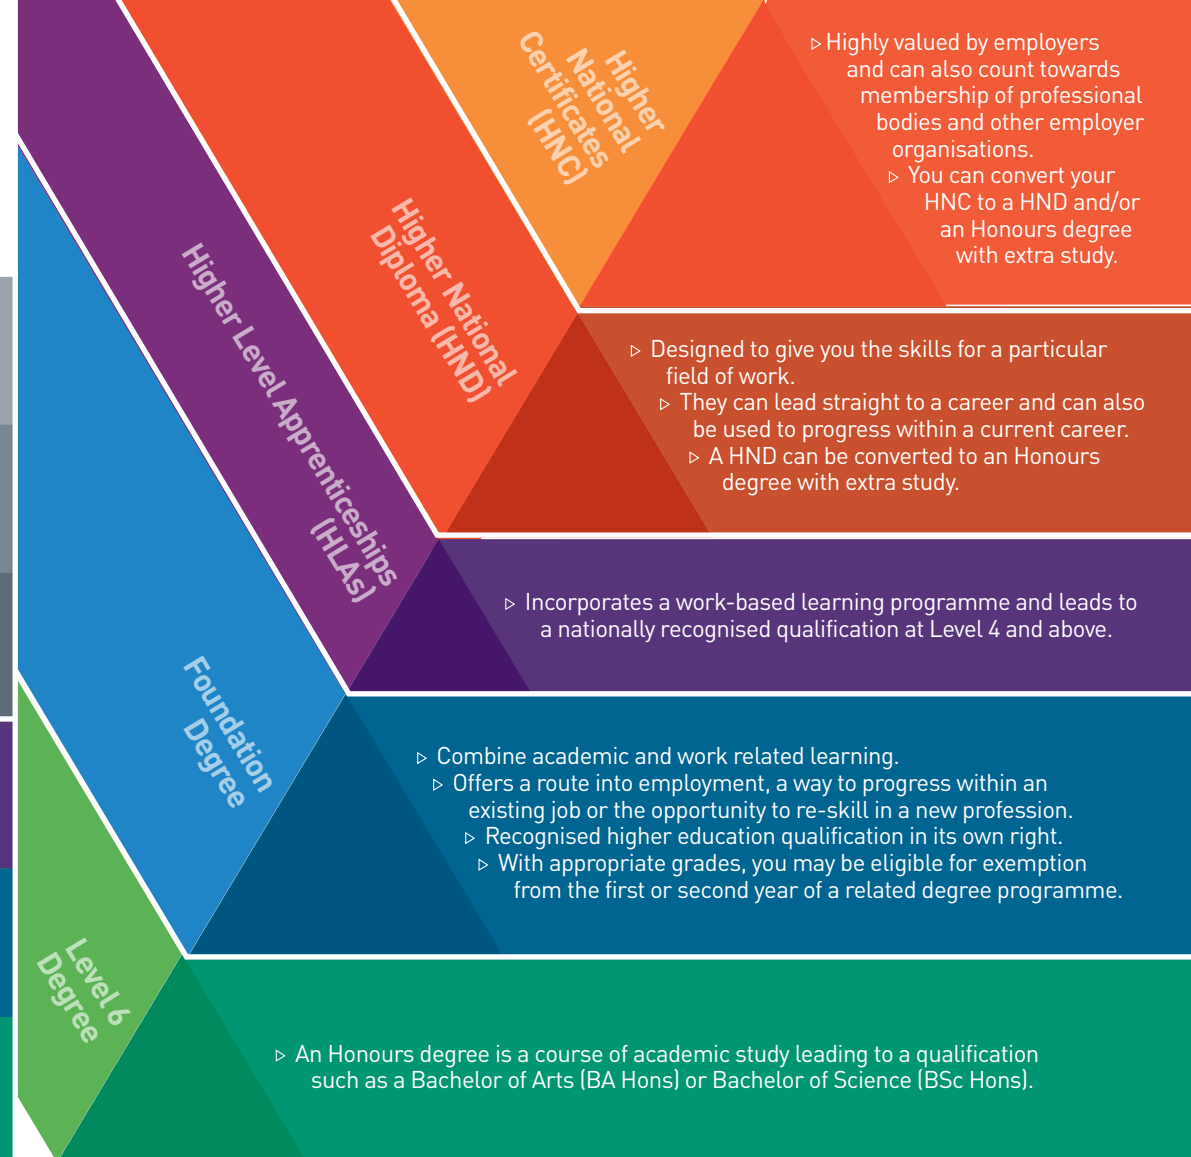 Higher
National
Certificates
(HNC)
▷ Highly valued by employers
and can also count towards
membership of professional
bodies and other employer
organisations.
▷ You can convert your
HNC to a HND and/or
an Honours degree
with extra study.
Higher National
Diploma (HND)
▷ Designed to give you the skills for a particular
field of work.
▷ They can lead straight to a career and can also
be used to progress within a current career.
▷ A HND can be converted to an Honours
degree with extra study.
Higher Level Apprenticeships
(HLAs)
▷ Incorporates a work-based learning programme and leads to
a nationally recognised qualification at Level 4 and above.
Foundation
Degree
▷ Combine academic and work related learning.
▷ Offers a route into employment, a way to progress within an
existing job or the opportunity to re-skill in a new profession.
▷ Recognised higher education qualification in its own right.
▷ With appropriate grades, you may be eligible for exemption
from the first or second year of a related degree programme.
Level 6
Degree
▷ An Honours degree is a course of academic study leading to a qualification
such as a Bachelor of Arts (BA Hons) or Bachelor of Science (BSc Hons).